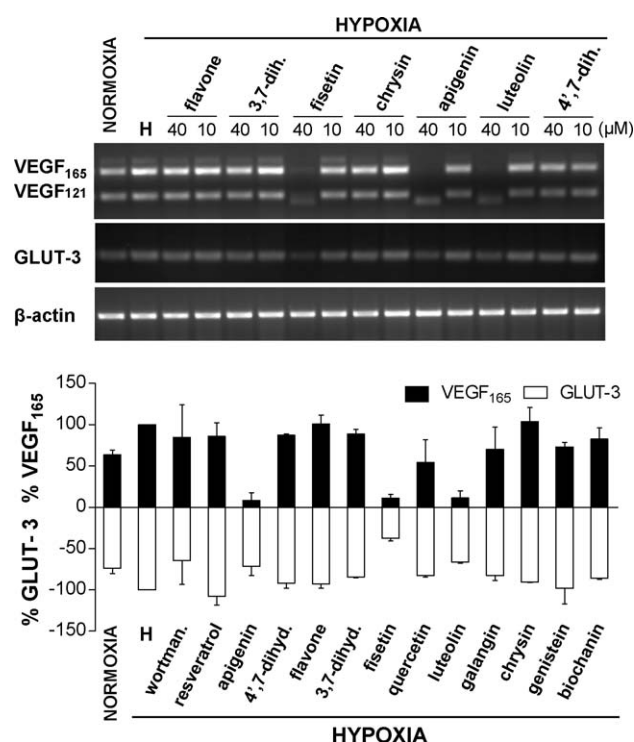 HYPOXIA
NORMOXIA
H
flavone
3,7-dih.
fisetin
chrysin
apigenin
luteolin
4',7-dih.
40 10 40 10 40 10 40 10 40 10 40 10 40 10 (µM)
VEGF165
VEGF121
GLUT-3
β-actin
% GLUT- 3 % VEGF165
150
100
50
0
-50
-100
-150
VEGF165 GLUT-3
NORMOXIA
H
wortman.
resveratrol
apigenin
4',7-dihyd.
flavone
3,7-dihyd.
fisetin
quercetin
luteolin
galangin
chrysin
genistein
biochanin
HYPOXIA